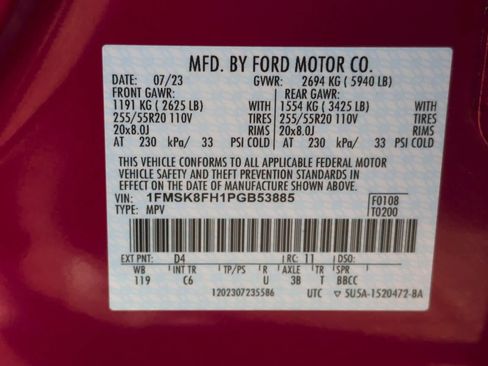 MFD. BY FORD MOTOR CO.
DATE: 07/23 GVWR: 2694 KG ( 5940 LB)
FRONT GAWR: REAR GAWR:
1191 KG ( 2625 LB) WITH 1554 KG ( 3425 LB) WITH
255/55R20 110V TIRES 255/55R20 110V TIRES
20x8.0J RIMS 20x8.0J RIMS
AT 230 kPa/ 33 PSI COLD AT 230 kPa/ 33 PSI COLD
THIS VEHICLE CONFORMS TO ALL APPLICABLE FEDERAL MOTOR
VEHICLE SAFETY AND THEFT PREVENTION STANDARDS IN
EFFECT ON THE DATE OF MANUFACTURE SHOWN ABOVE.
VIN: 1FMSK8FH1PGB53885 F0108
TYPE: MPV T0200
EXT PNT: D4 RC: 11 DSO:
WB INT TR TP/PS R AXLE TR SPR
119 C6 U 3B T BBCC
1202307235586 UTC ▽ SU5A-1520472-BA